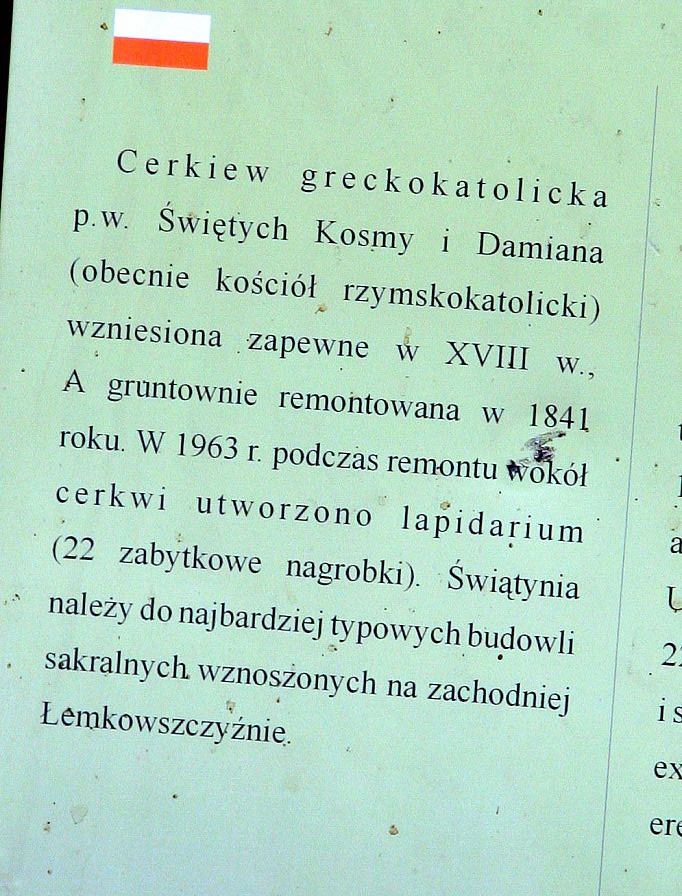 Cerkiew greckokatolicka
p.w. Świętych Kosmy i Damiana
(obecnie kościół rzymskokatolicki)
wzniesiona zapewne w XVIII w.,
A gruntownie remontowana w 1841
roku. W 1963 r. podczas remontu wokół
cerkwi utworzono lapidarium
(22 zabytkowe nagrobki). Świątynia
należy do najbardziej typowych budowli
sakralnych wznoszonych na zachodniej
Łemkowszczyźnie.